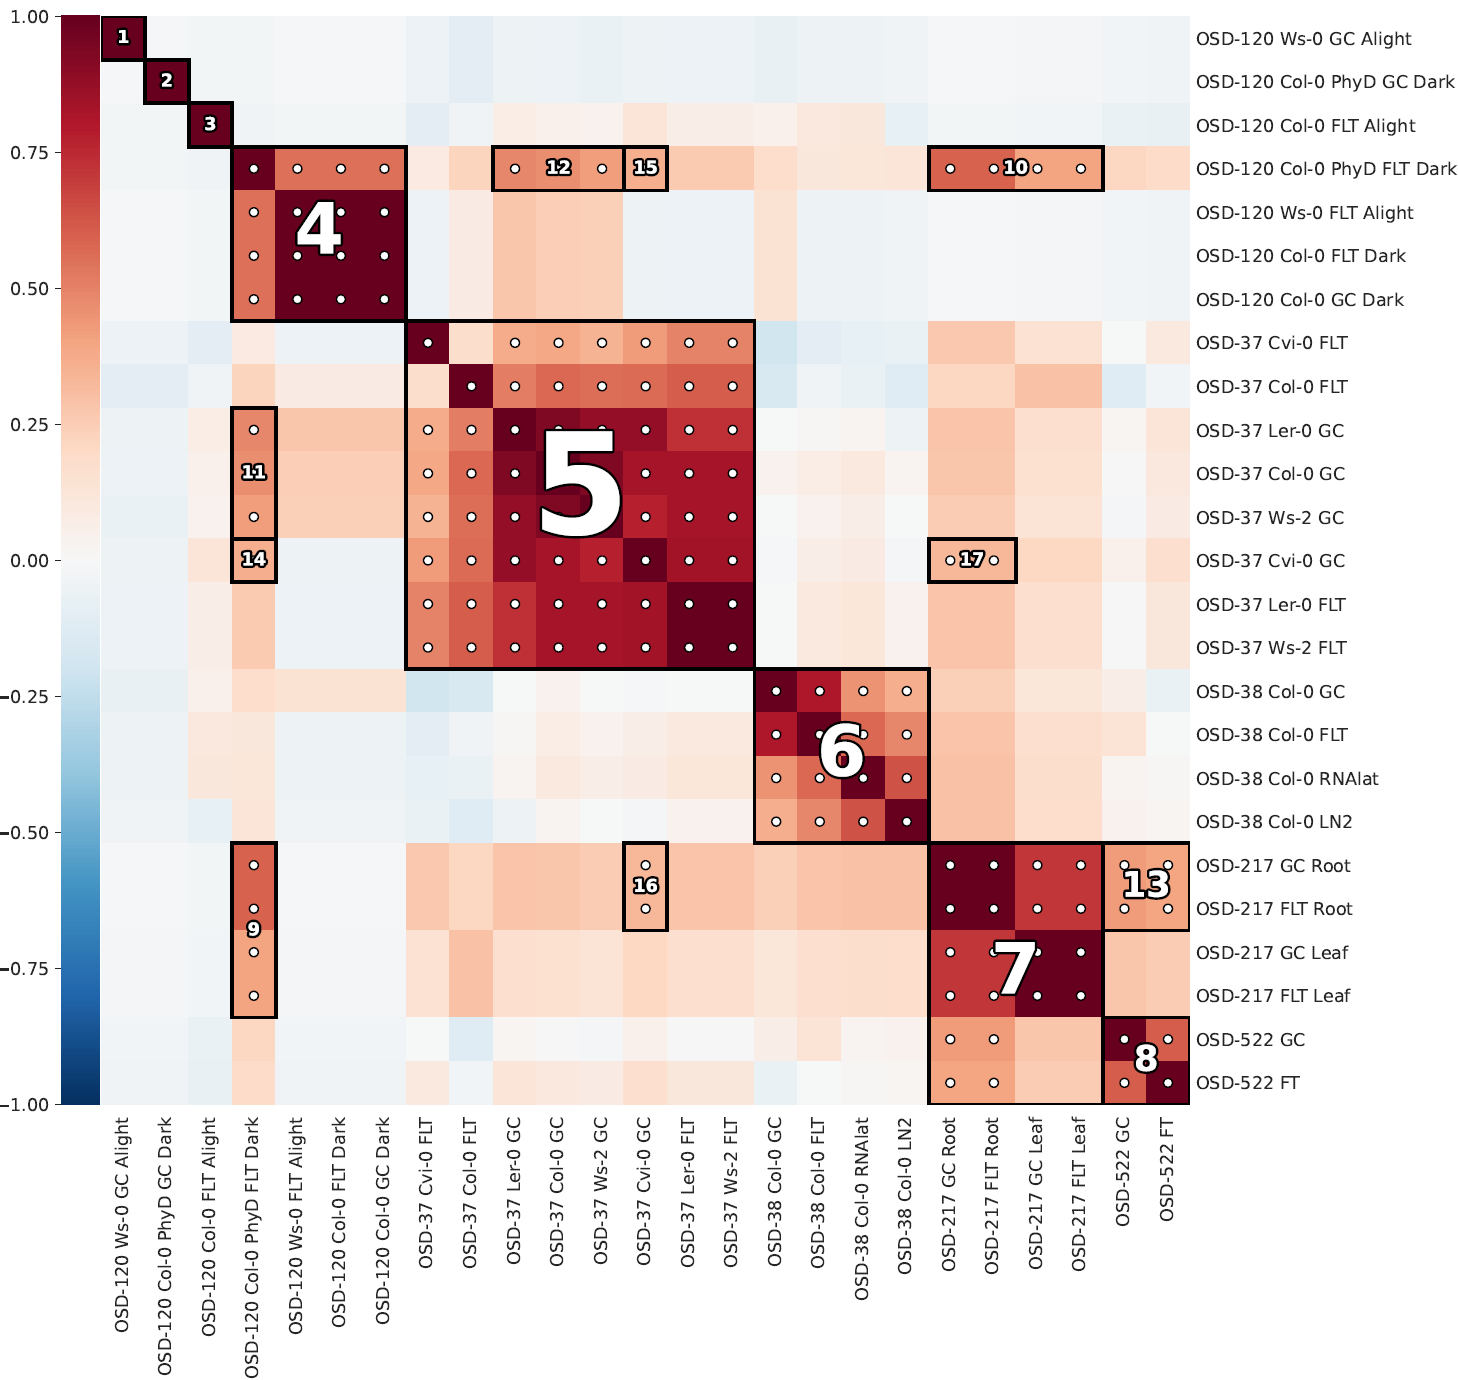 1.00
0.75
0.50
0.25
0.00
−0.25
−0.50
−0.75
−1.00
1
2
3
12
15
10
4
11
5
14
17
6
16
13
9
7
8
OSD-120 Ws-0 GC Alight
OSD-120 Col-0 PhyD GC Dark
OSD-120 Col-0 FLT Alight
OSD-120 Col-0 PhyD FLT Dark
OSD-120 Ws-0 FLT Alight
OSD-120 Col-0 FLT Dark
OSD-120 Col-0 GC Dark
OSD-37 Cvi-0 FLT
OSD-37 Col-0 FLT
OSD-37 Ler-0 GC
OSD-37 Col-0 GC
OSD-37 Ws-2 GC
OSD-37 Cvi-0 GC
OSD-37 Ler-0 FLT
OSD-37 Ws-2 FLT
OSD-38 Col-0 GC
OSD-38 Col-0 FLT
OSD-38 Col-0 RNAlat
OSD-38 Col-0 LN2
OSD-217 GC Root
OSD-217 FLT Root
OSD-217 GC Leaf
OSD-217 FLT Leaf
OSD-522 GC
OSD-522 FT
OSD-120 Ws-0 GC Alight
OSD-120 Col-0 PhyD GC Dark
OSD-120 Col-0 FLT Alight
OSD-120 Col-0 PhyD FLT Dark
OSD-120 Ws-0 FLT Alight
OSD-120 Col-0 FLT Dark
OSD-120 Col-0 GC Dark
OSD-37 Cvi-0 FLT
OSD-37 Col-0 FLT
OSD-37 Ler-0 GC
OSD-37 Col-0 GC
OSD-37 Ws-2 GC
OSD-37 Cvi-0 GC
OSD-37 Ler-0 FLT
OSD-37 Ws-2 FLT
OSD-38 Col-0 GC
OSD-38 Col-0 FLT
OSD-38 Col-0 RNAlat
OSD-38 Col-0 LN2
OSD-217 GC Root
OSD-217 FLT Root
OSD-217 GC Leaf
OSD-217 FLT Leaf
OSD-522 GC
OSD-522 FT